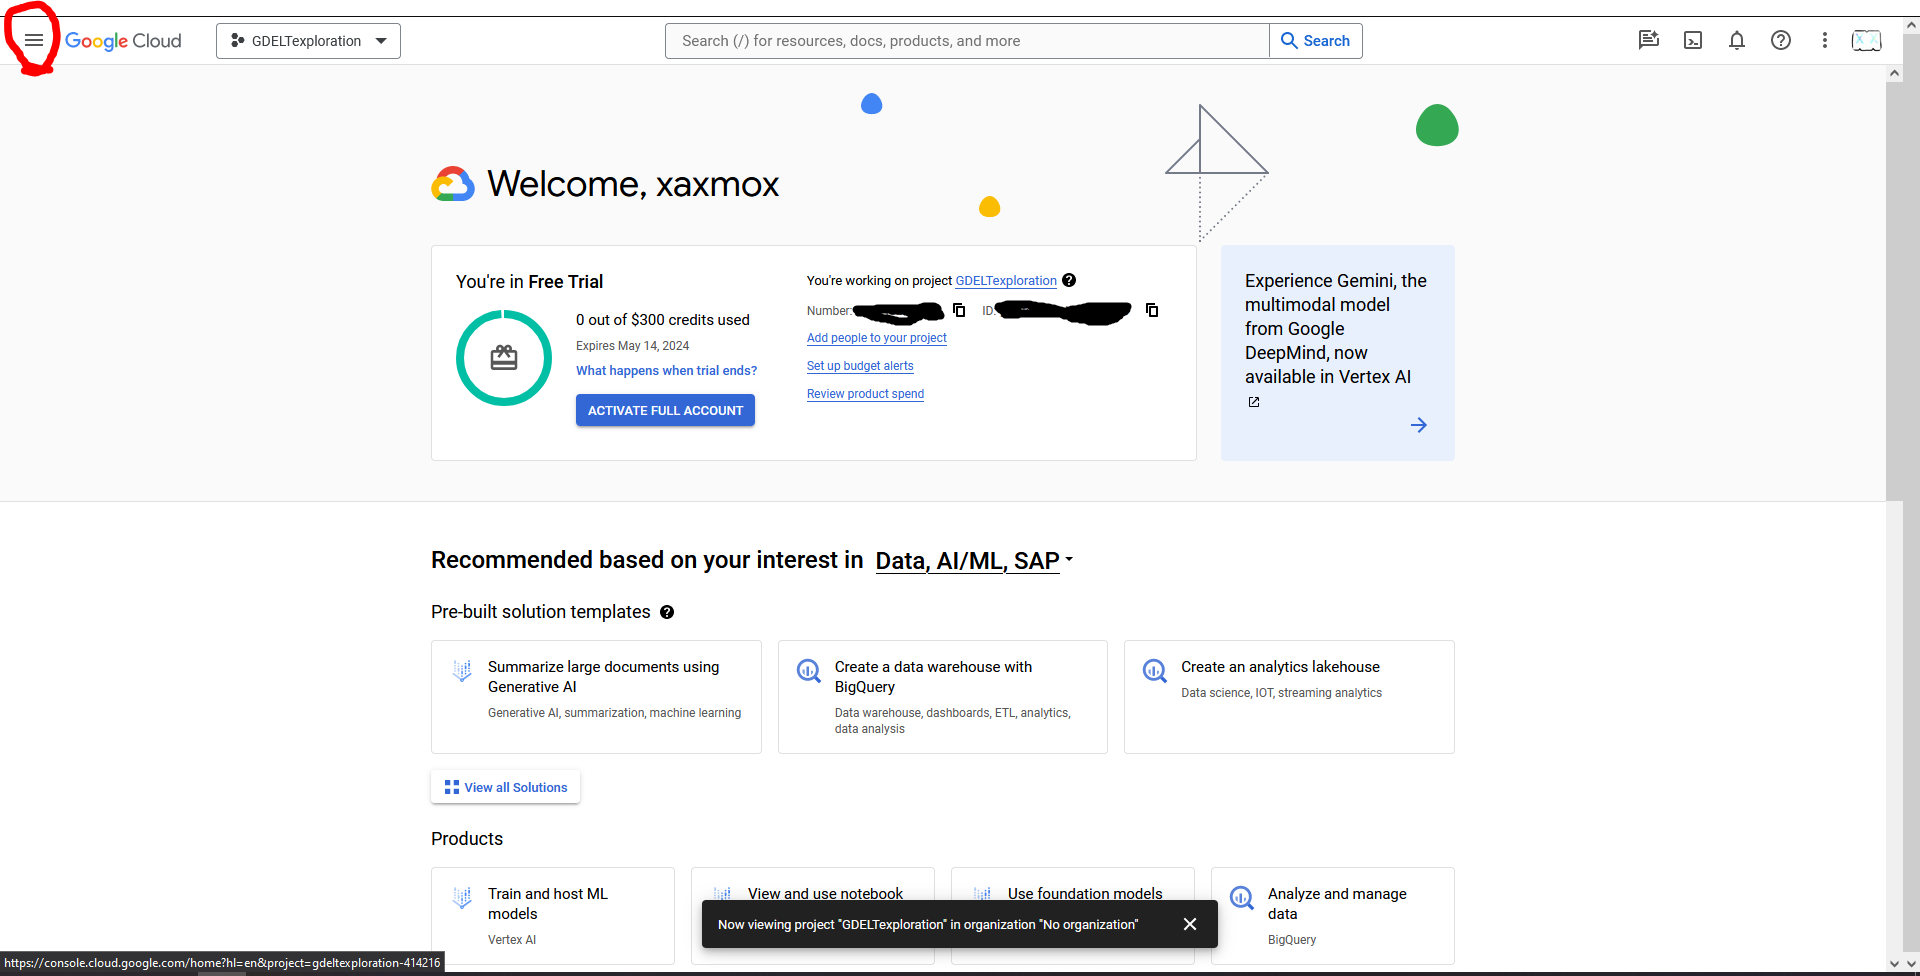 Google Cloud
GDELTexploration
Search (/) for resources, docs, products, and more
Search
Welcome, xaxmox
You're in Free Trial
0 out of $300 credits used
Expires May 14, 2024
What happens when trial ends?
ACTIVATE FULL ACCOUNT
You're working on project GDELTexploration
Number:
ID:
Add people to your project
Set up budget alerts
Review product spend
Experience Gemini, the
multimodal model
from Google
DeepMind, now
available in Vertex AI
Recommended based on your interest in Data, AI/ML, SAP
Pre-built solution templates
Summarize large documents using
Generative AI
Generative AI, summarization, machine learning
Create a data warehouse with
BigQuery
Data warehouse, dashboards, ETL, analytics,
data analysis
Create an analytics lakehouse
Data science, IOT, streaming analytics
View all Solutions
Products
Train and host ML
models
Vertex AI
View and use notebook
Use foundation models
Analyze and manage
data
BigQuery
Now viewing project "GDELTexploration" in organization "No organization"
https://console.cloud.google.com/home?hl=en&project=gdeltexploration-414216